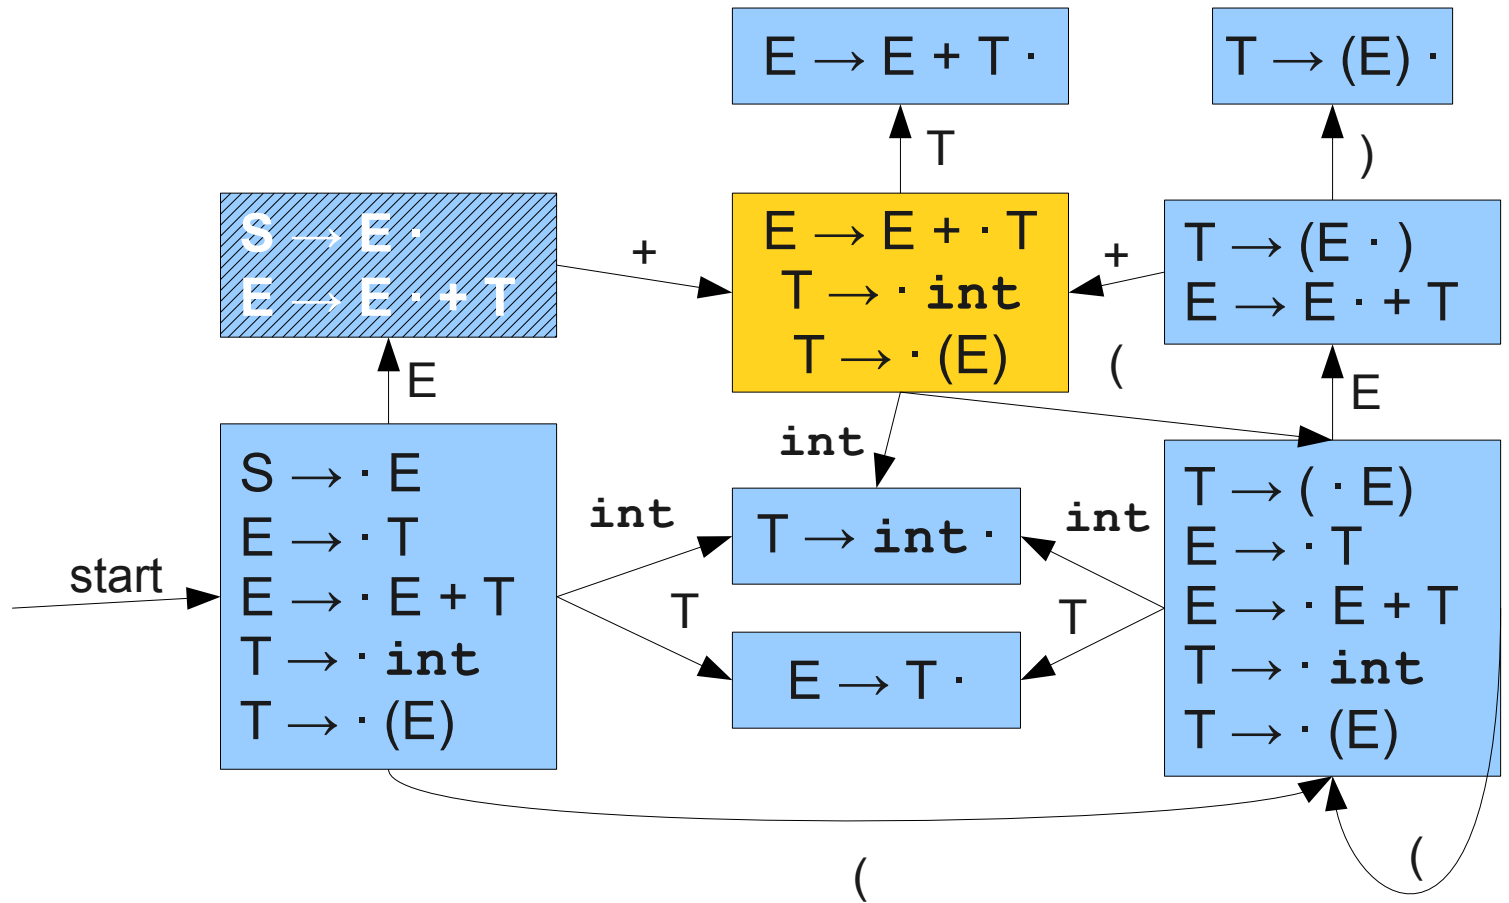 E → E + T ·
T → (E) ·
T
)
S → E ·
E → E · + T
+
E → E + · T
T → · int
T → · (E)
+
T → (E · )
E → E · + T
E
(
E
int
start
S → · E
E → · T
E → · E + T
T → · int
T → · (E)
int
T → int ·
int
T
E → T ·
T
T → ( · E)
E → · T
E → · E + T
T → · int
T → · (E)
(
(